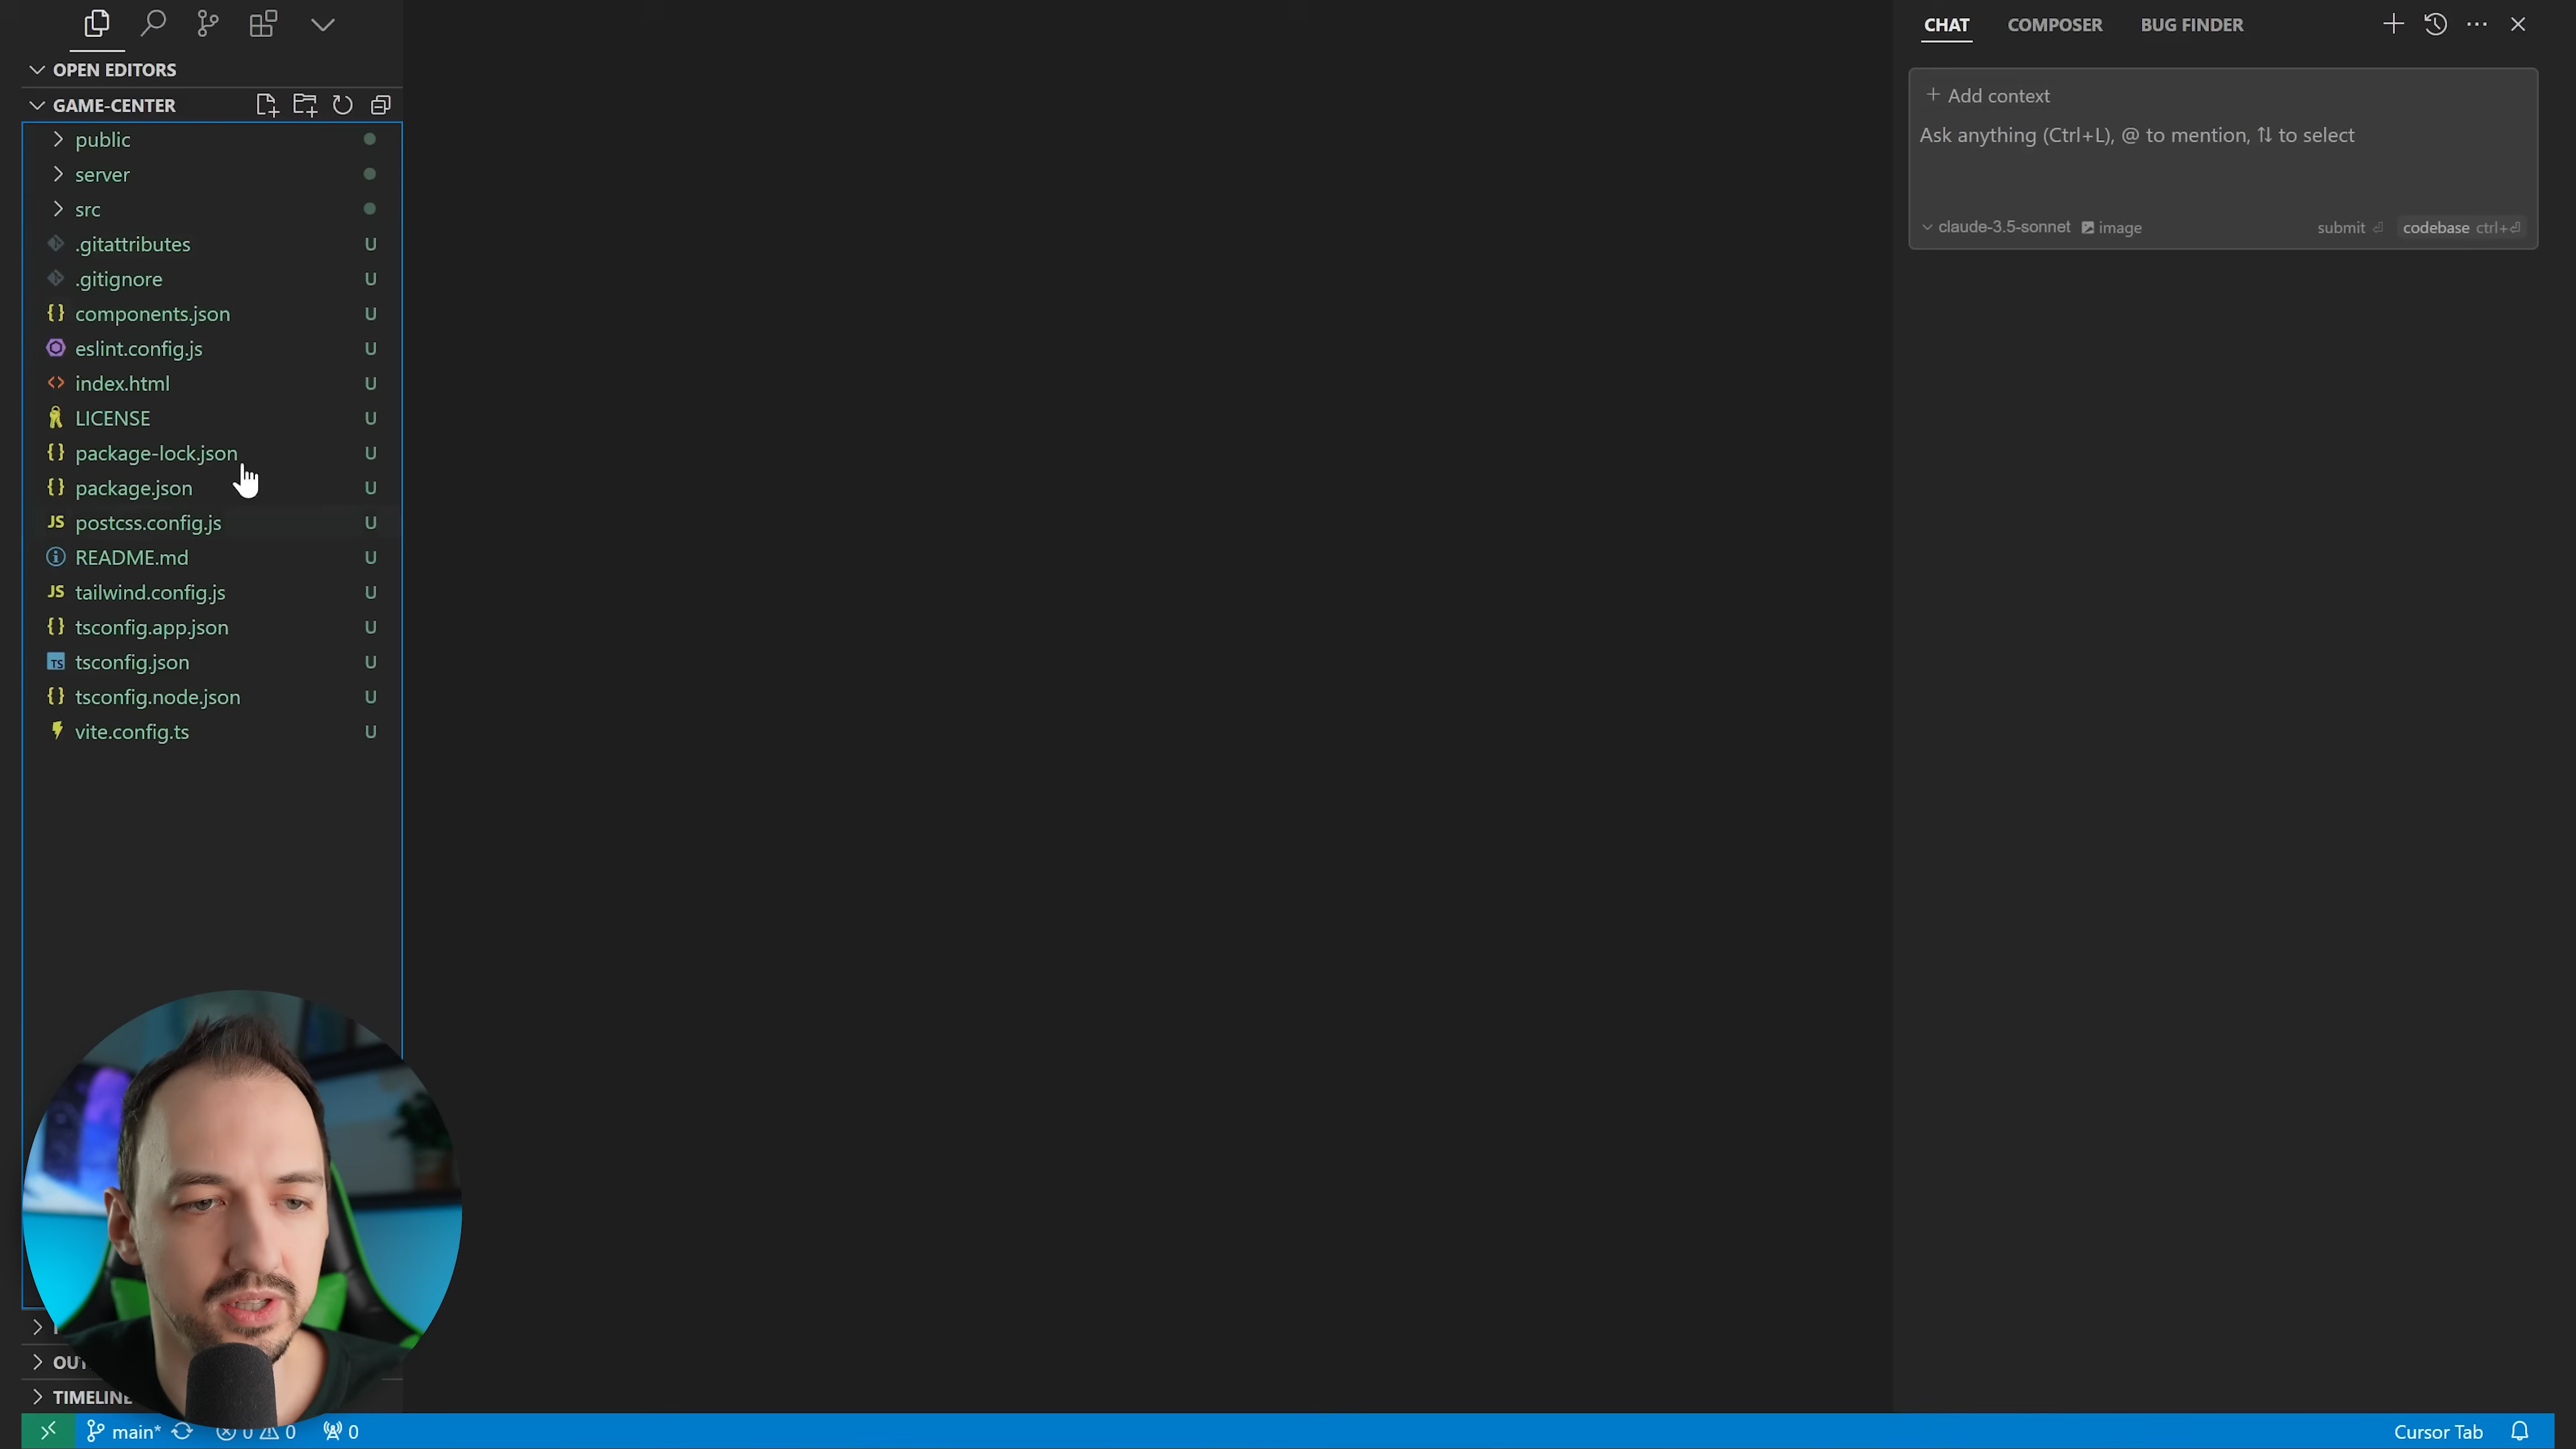 OPEN EDITORS
GAME-CENTER
public
server
src
.gitattributes U
.gitignore U
{} components.json U
eslint.config.js U
<> index.html U
LICENSE U
{} package-lock.json U
{} package.json U
JS postcss.config.js U
README.md U
JS tailwind.config.js U
{} tsconfig.app.json U
TS tsconfig.json U
{} tsconfig.node.json U
vite.config.ts U
TIMELINE
main* 0 0 0
CHAT COMPOSER BUG FINDER
+ Add context
Ask anything (Ctrl+L), @ to mention, ⇅ to select
claude-3.5-sonnet image submit ⏎ codebase ctrl+⏎
Cursor Tab